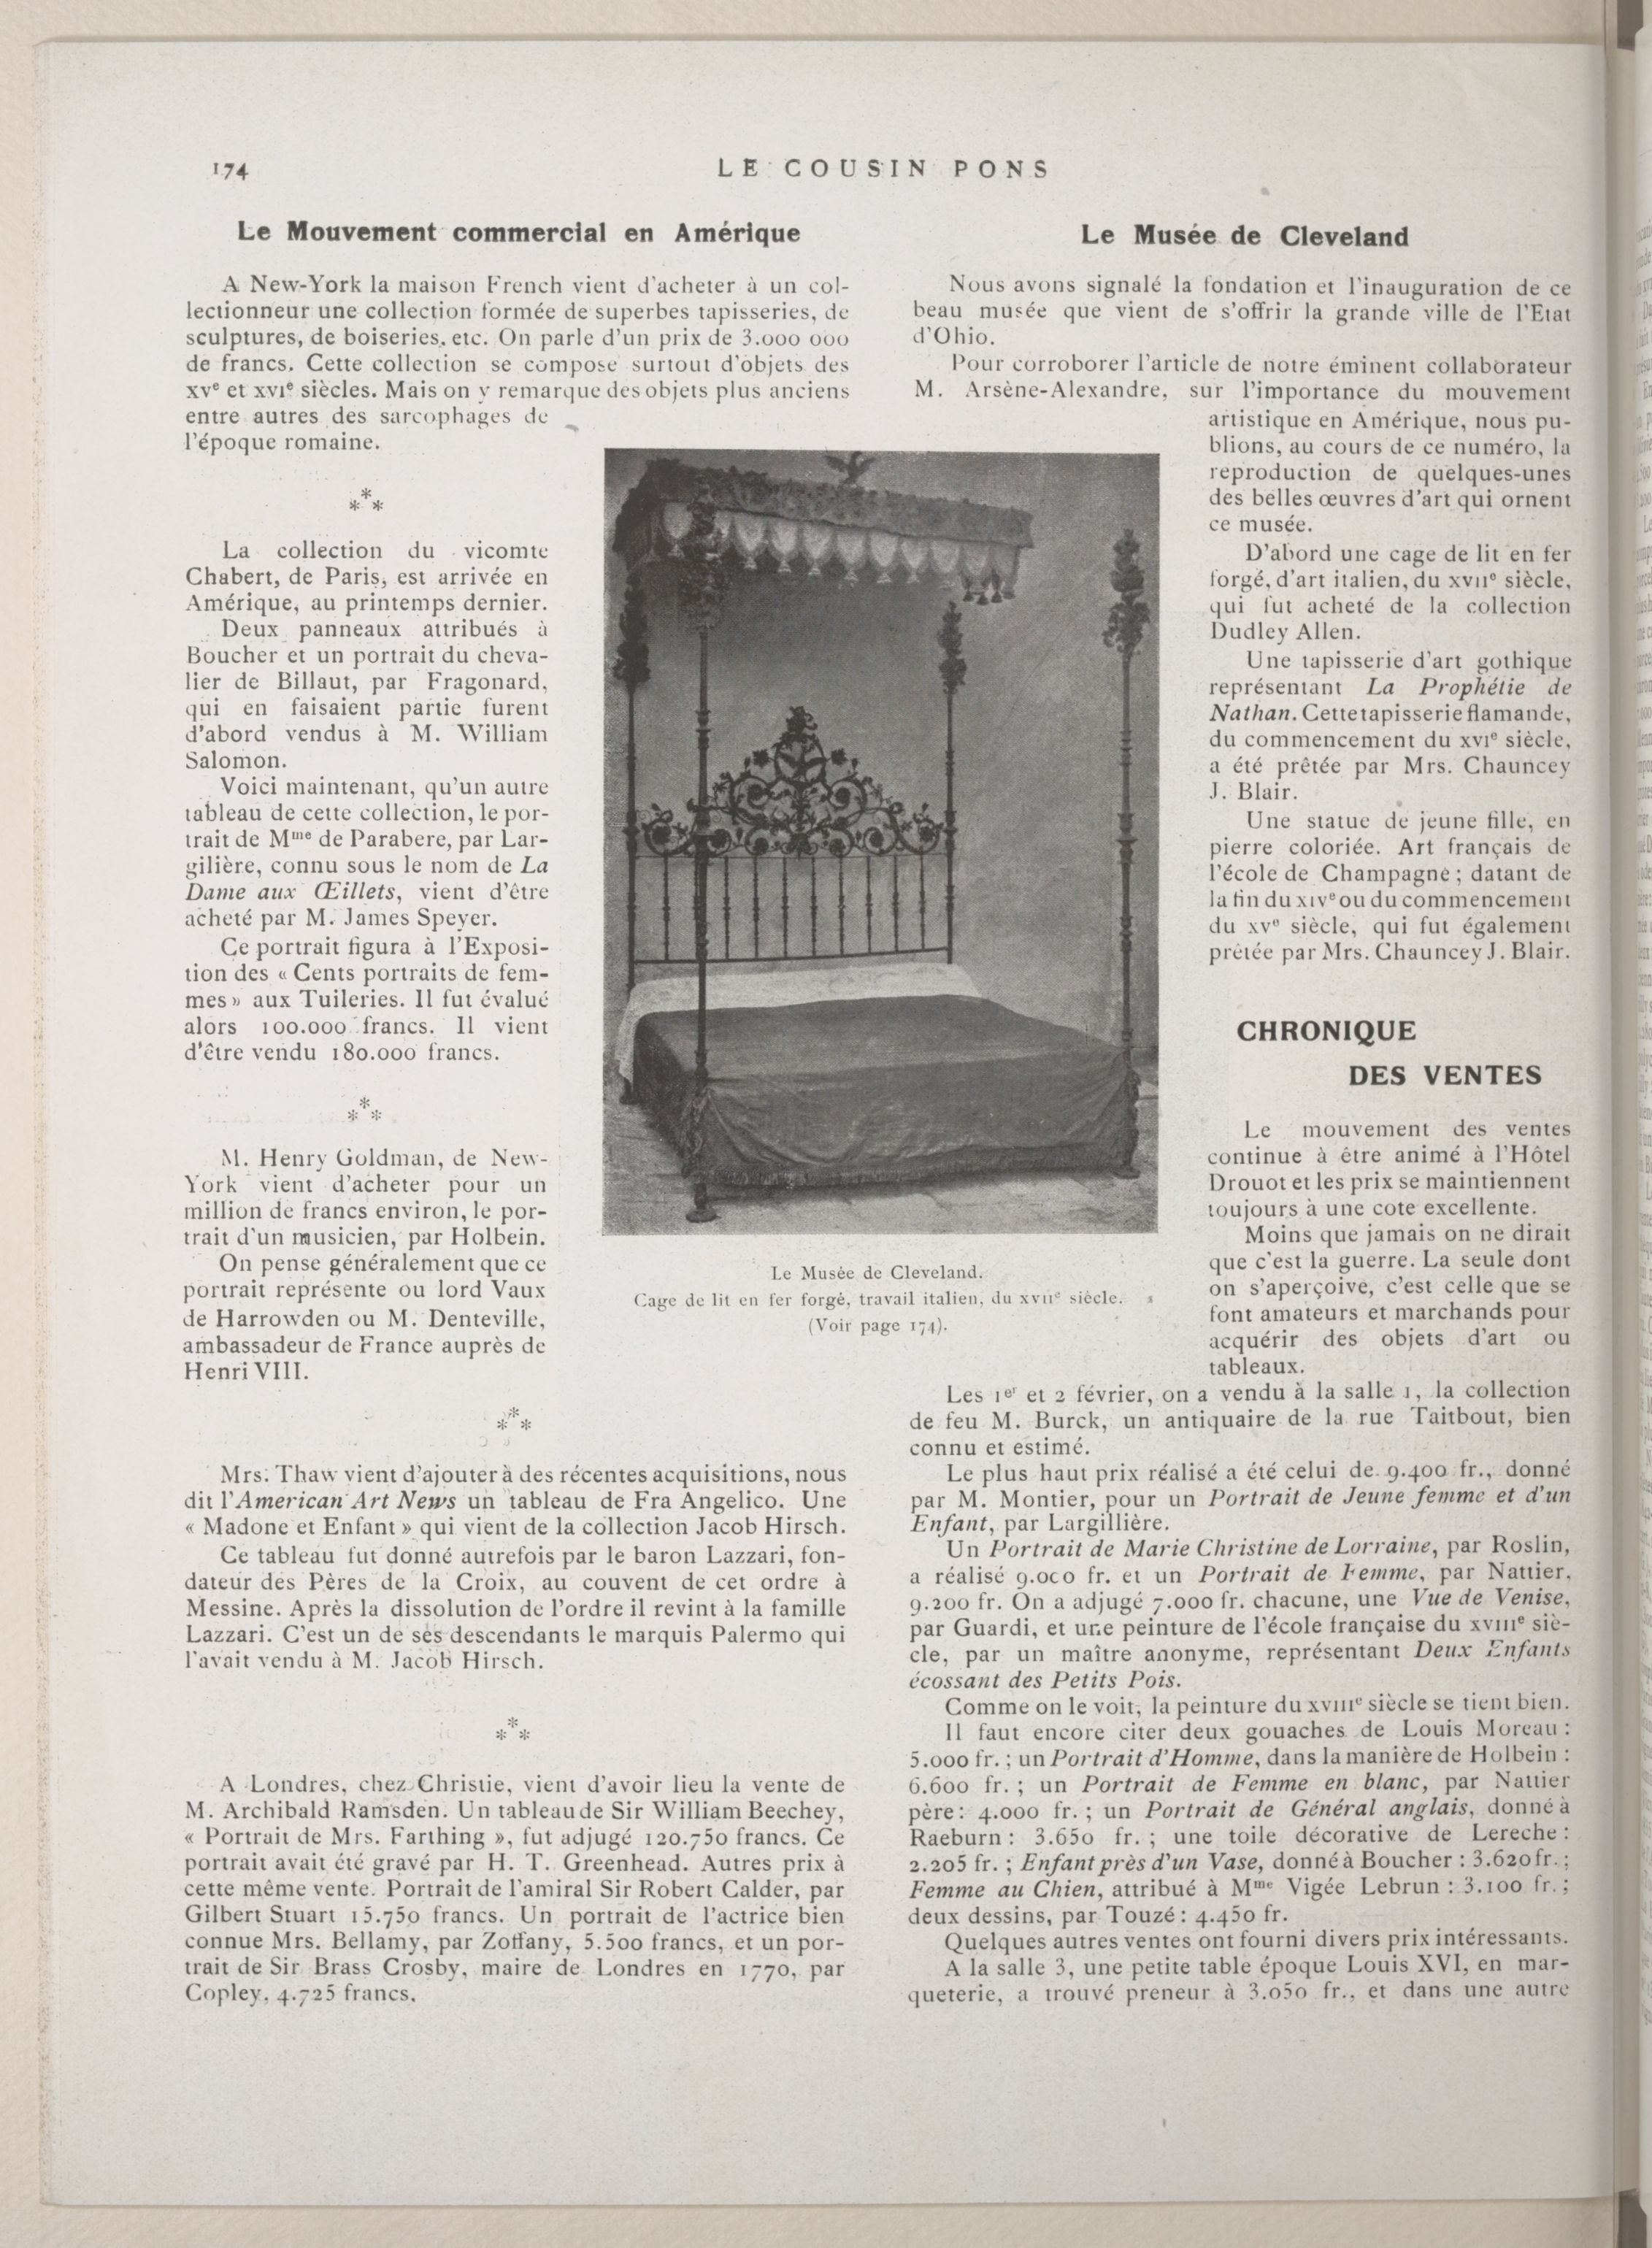 174
LE COUSIN PONS
Le Mouvement commercial en Amérique
A New-York la maison French vient d'acheter à un col-
lectionneur une collection formée de superbes tapisseries, de
sculptures, de boiseries, etc. On parle d'un prix de 3.000 000
de francs. Cette collection se compose surtout d'objets des
XVe et XVIe siècles. Mais on y remarque des objets plus anciens
entre autres des sarcophages de
l'époque romaine.
***
La collection du vicomte
Chabert, de Paris, est arrivée en
Amérique, au printemps dernier.
Deux panneaux attribués à
Boucher et un portrait du cheva-
lier de Billaut, par Fragonard,
qui en faisaient partie furent
d'abord vendus à M. William
Salomon.
Voici maintenant, qu'un autre
tableau de cette collection, le por-
trait de Mme de Parabere, par Lar-
gilière, connu sous le nom de La
Dame aux Œillets, vient d'être
acheté par M. James Speyer.
Ce portrait figura à l'Exposi-
tion des « Cents portraits de fem-
mes » aux Tuileries. Il fut évalué
alors 100.000 francs. Il vient
d'être vendu 180.000 francs.
***
M. Henry Goldman, de New-
York vient d'acheter pour un
million de francs environ, le por-
trait d'un musicien, par Holbein.
On pense généralement que ce
portrait représente ou lord Vaux
de Harrowden ou M. Denteville,
ambassadeur de France auprès de
Henri VIII.
***
Mrs. Thaw vient d'ajouter à des récentes acquisitions, nous
dit l'American Art News un tableau de Fra Angelico. Une
« Madone et Enfant » qui vient de la collection Jacob Hirsch.
Ce tableau fut donné autrefois par le baron Lazzari, fon-
dateur des Pères de la Croix, au couvent de cet ordre à
Messine. Après la dissolution de l'ordre il revint à la famille
Lazzari. C'est un de ses descendants le marquis Palermo qui
l'avait vendu à M. Jacob Hirsch.
***
A Londres, chez Christie, vient d'avoir lieu la vente de
M. Archibald Ramsden. Un tableau de Sir William Beechey,
« Portrait de Mrs. Farthing », fut adjugé 120.750 francs. Ce
portrait avait été gravé par H. T. Greenhead. Autres prix à
cette même vente. Portrait de l'amiral Sir Robert Calder, par
Gilbert Stuart 15.750 francs. Un portrait de l'actrice bien
connue Mrs. Bellamy, par Zoffany, 5.500 francs, et un por-
trait de Sir Brass Crosby, maire de Londres en 1770, par
Copley, 4.725 francs.
Le Musée de Cleveland.
Cage de lit en fer forgé, travail italien, du XVIIe siècle.
(Voir page 174).
Le Musée de Cleveland
Nous avons signalé la fondation et l'inauguration de ce
beau musée que vient de s'offrir la grande ville de l'Etat
d'Ohio.
Pour corroborer l'article de notre éminent collaborateur
M. Arsène-Alexandre, sur l'importance du mouvement
artistique en Amérique, nous pu-
blions, au cours de ce numéro, la
reproduction de quelques-unes
des belles œuvres d'art qui ornent
ce musée.
D'abord une cage de lit en fer
forgé, d'art italien, du XVIIe siècle,
qui fut acheté de la collection
Dudley Allen.
Une tapisserie d'art gothique
représentant La Prophétie de
Nathan. Cette tapisserie flamande,
du commencement du XVIe siècle,
a été prêtée par Mrs. Chauncey
J. Blair.
Une statue de jeune fille, en
pierre coloriée. Art français de
l'école de Champagne ; datant de
la fin du XIVe ou du commencement
du XVe siècle, qui fut également
prêtée par Mrs. Chauncey J. Blair.
CHRONIQUE
DES VENTES
Le mouvement des ventes
continue à être animé à l'Hôtel
Drouot et les prix se maintiennent
toujours à une cote excellente.
Moins que jamais on ne dirait
que c'est la guerre. La seule dont
on s'aperçoive, c'est celle que se
font amateurs et marchands pour
acquérir des objets d'art ou
tableaux.
Les 1er et 2 février, on a vendu à la salle 1, la collection
de feu M. Burck, un antiquaire de la rue Taitbout, bien
connu et estimé.
Le plus haut prix réalisé a été celui de 9.400 fr., donné
par M. Montier, pour un Portrait de Jeune femme et d'un
Enfant, par Largillière.
Un Portrait de Marie Christine de Lorraine, par Roslin,
a réalisé 9.000 fr. et un Portrait de Femme, par Nattier,
9.200 fr. On a adjugé 7.000 fr. chacune, une Vue de Venise,
par Guardi, et une peinture de l'école française du XVIIIe siè-
cle, par un maître anonyme, représentant Deux Enfants
écossant des Petits Pois.
Comme on le voit, la peinture du XVIIIe siècle se tient bien.
Il faut encore citer deux gouaches de Louis Moreau :
5.000 fr. ; un Portrait d'Homme, dans la manière de Holbein :
6.600 fr. ; un Portrait de Femme en blanc, par Nattier
père : 4.000 fr. ; un Portrait de Général anglais, donné à
Raeburn : 3.650 fr. ; une toile décorative de Lereche :
2.205 fr. ; Enfant près d'un Vase, donné à Boucher : 3.620 fr. ;
Femme au Chien, attribué à Mme Vigée Lebrun : 3.100 fr. ;
deux dessins, par Touzé : 4.450 fr.
Quelques autres ventes ont fourni divers prix intéressants.
A la salle 3, une petite table époque Louis XVI, en mar-
queterie, a trouvé preneur à 3.050 fr., et dans une autre